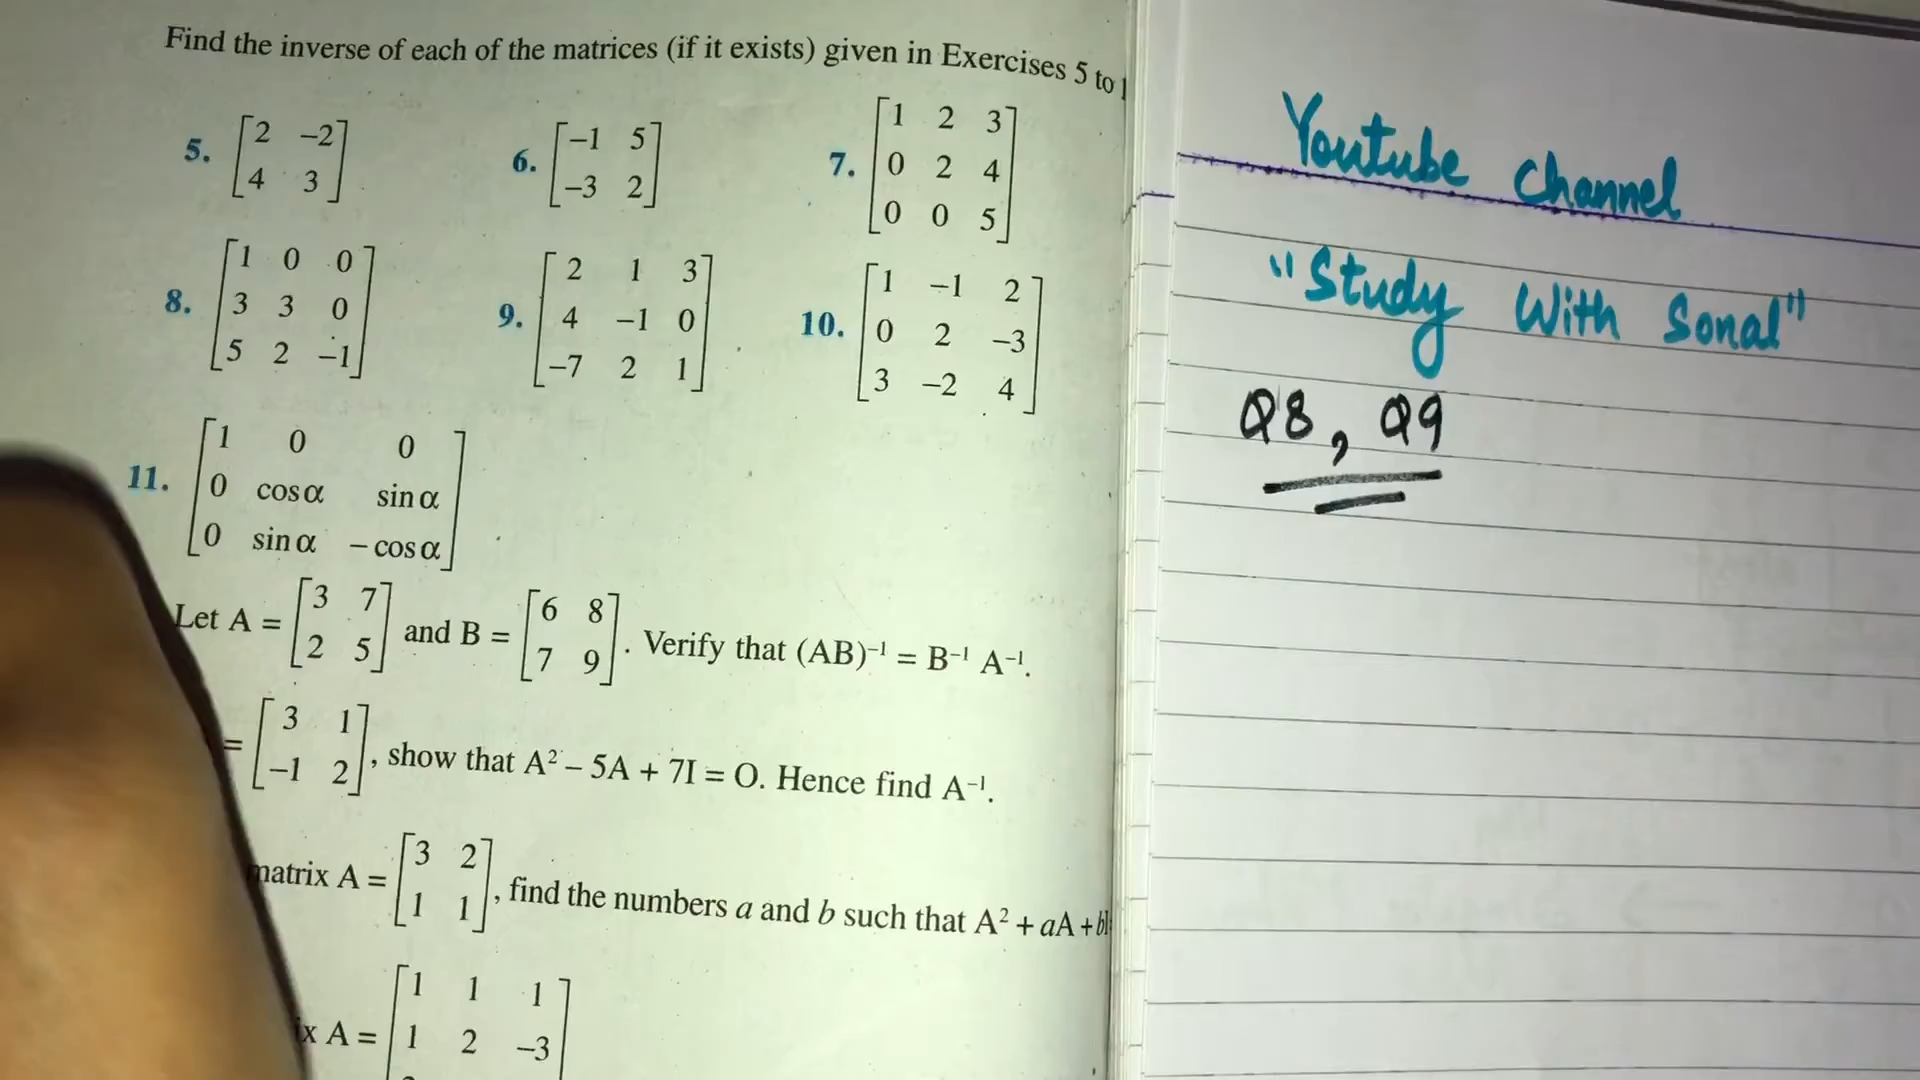 Find the inverse of each of the matrices (if it exists) given in Exercises 5 to
5. [2 -2
4 3]
6. [-1 5
-3 2]
7. [1 2 3
0 2 4
0 0 5]
8. [1 0 0
3 3 0
5 2 -1]
9. [2 1 3
4 -1 0
-7 2 1]
10. [1 -1 2
0 2 -3
3 -2 4]
11. [1 0 0
0 cos α sin α
0 sin α – cos α]
Let A = [3 7
2 5] and B = [6 8
7 9]. Verify that (AB)⁻¹ = B⁻¹ A⁻¹.
= [3 1
-1 2], show that A² – 5A + 7I = O. Hence find A⁻¹.
matrix A = [3 2
1 1], find the numbers a and b such that A² + aA + bI
A = [1 1 1
1 2 -3
Youtube Channel
"Study With Sonal"
Q8, Q9